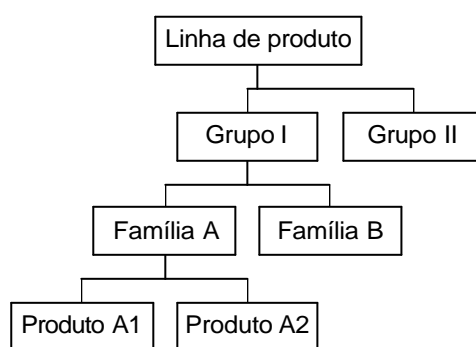 Linha de produto
Grupo I
Grupo II
Família A
Família B
Produto A1
Produto A2